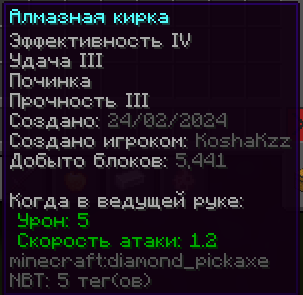 Алмазная кирка
Эффективность IV
Удача III
Починка
Прочность III
Создано: 24/02/2024
Создано игроком: KoshaKzz
Добыто блоков: 5,441
Когда в ведущей руке:
Урон: 5
Скорость атаки: 1.2
minecraft:diamond_pickaxe
NBT: 5 тег(ов)